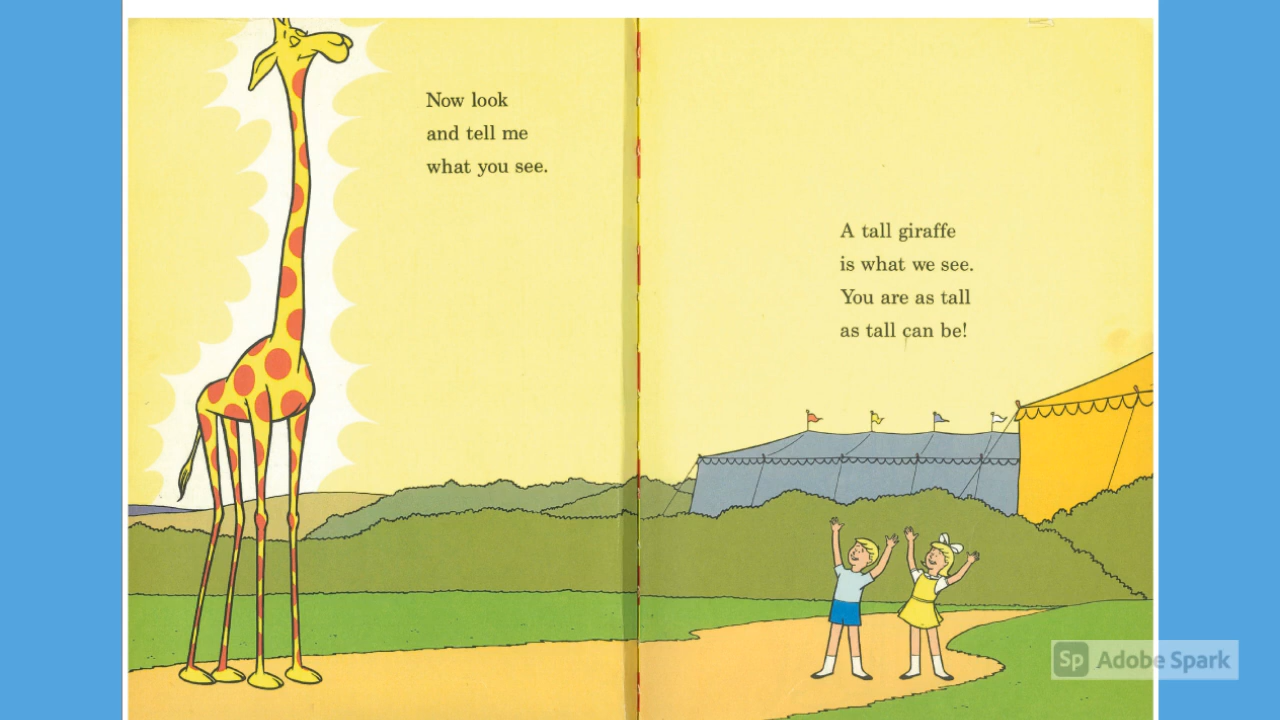 Now look
and tell me
what you see.
A tall giraffe
is what we see.
You are as tall
as tall can be!
Sp Adobe Spark